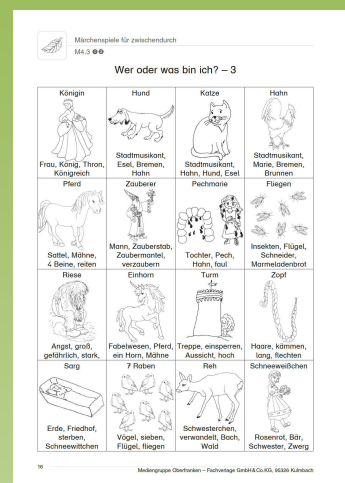 Märchenspiele für zwischendurch
M4.3 ❶❷
Wer oder was bin ich? – 3
Königin
Frau, König, Thron,
Königreich
Hund
Stadtmusikant,
Esel, Bremen,
Hahn
Katze
Stadtmusikant,
Hahn, Hund, Esel
Hahn
Stadtmusikant,
Marie, Bremen,
Brunnen
Pferd
Sattel, Mähne,
4 Beine, reiten
Zauberer
Mann, Zauberstab,
Zaubermantel,
verzaubern
Pechmarie
Tochter, Pech,
Hahn, faul
Fliegen
Insekten, Flügel,
Schneider,
Marmeladenbrot
Riese
Angst, groß,
gefährlich, stark,
Einhorn
Fabelwesen, Pferd,
ein Horn, Mähne
Turm
Treppe, einsperren,
Aussicht, hoch
Zopf
Haare, kämmen,
lang, flechten
Sarg
Erde, Friedhof,
sterben,
Schneewittchen
7 Raben
Vögel, sieben,
Flügel, fliegen
Reh
Schwesterchen,
verwandelt, Bach,
Wald
Schneeweißchen
Rosenrot, Bär,
Schwester, Zwerg
16
Mediengruppe Oberfranken – Fachverlage GmbH & Co. KG, 95326 Kulmbach